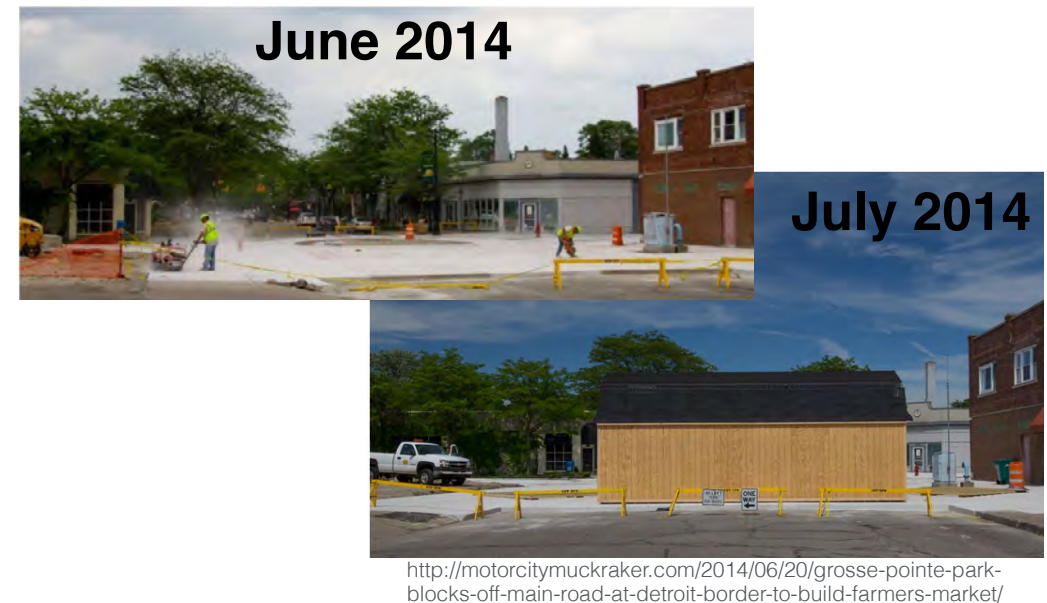 June 2014
July 2014
ONE
WAY
http://motorcitymuckraker.com/2014/06/20/grosse-pointe-park-
blocks-off-main-road-at-detroit-border-to-build-farmers-market/